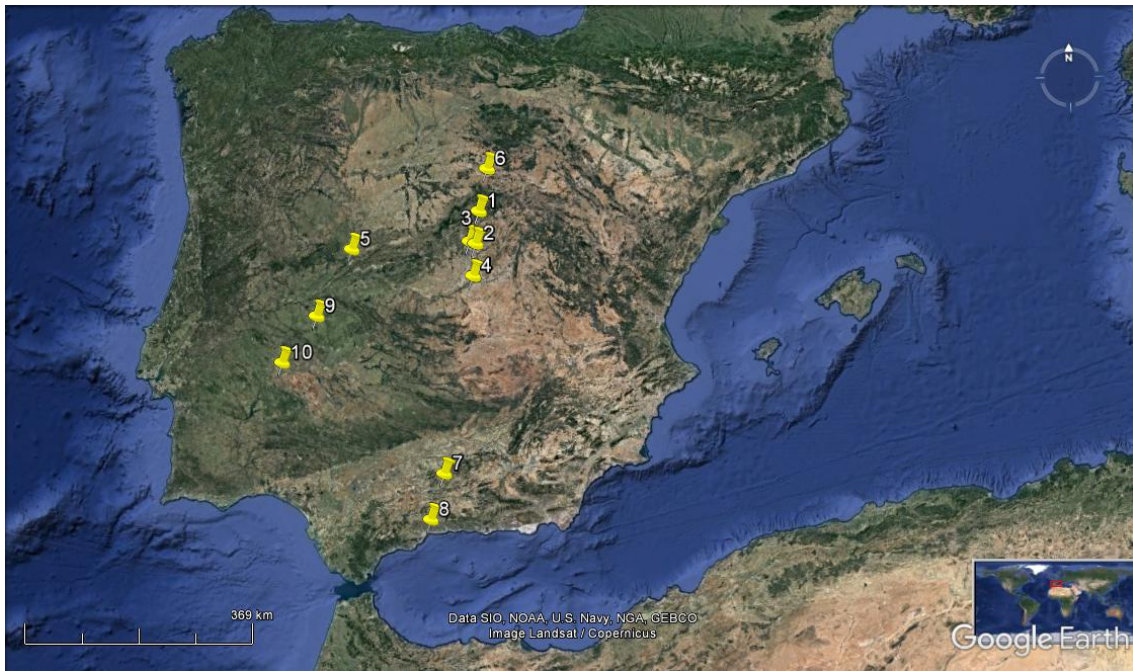 N
6
1
3
2
5
4
9
10
7
8
369 km
Data SIO, NOAA, U.S. Navy, NGA, GEBCO
Image Landsat / Copernicus
Google Earth